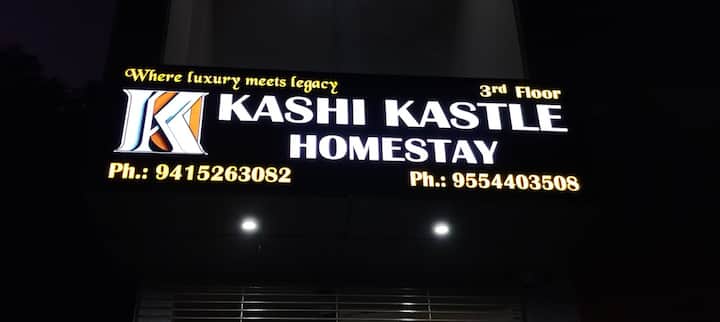 Where luxury meets legacy
3rd Floor
KASHI KASTLE
HOMESTAY
Ph.: 9415263082 Ph.: 9554403508